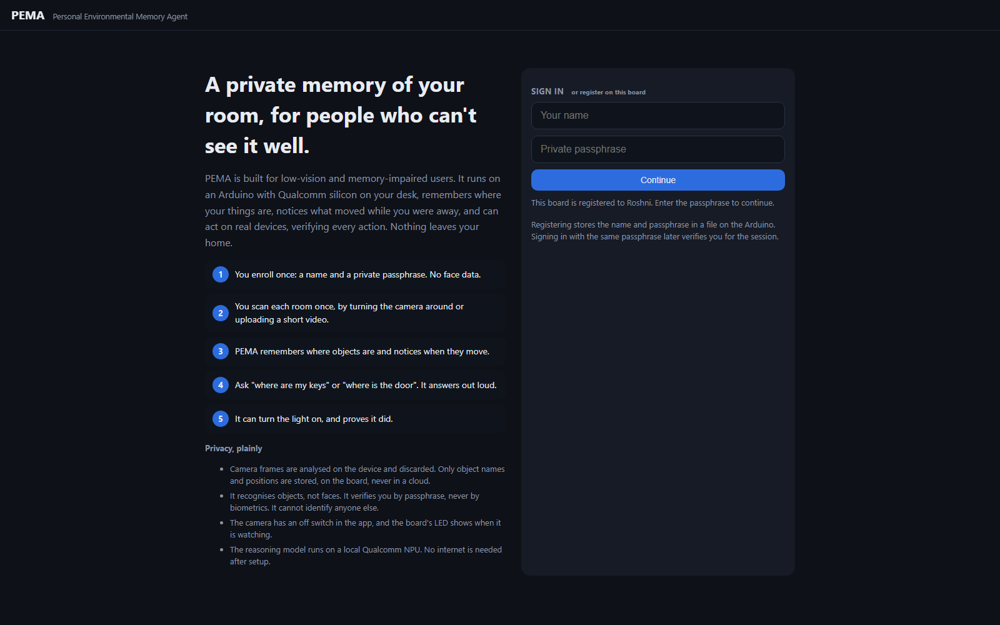 PEMA Personal Environmental Memory Agent
A private memory of your
room, for people who can't
see it well.
PEMA is built for low-vision and memory-impaired users. It runs on
an Arduino with Qualcomm silicon on your desk, remembers where
your things are, notices what moved while you were away, and can
act on real devices, verifying every action. Nothing leaves your
home.
1 You enroll once: a name and a private passphrase. No face data.
2 You scan each room once, by turning the camera around or
uploading a short video.
3 PEMA remembers where objects are and notices when they move.
4 Ask "where are my keys" or "where is the door". It answers out loud.
5 It can turn the light on, and proves it did.
Privacy, plainly
• Camera frames are analysed on the device and discarded. Only object names
and positions are stored, on the board, never in a cloud.
• It recognises objects, not faces. It verifies you by passphrase, never by
biometrics. It cannot identify anyone else.
• The camera has an off switch in the app, and the board's LED shows when it
is watching.
• The reasoning model runs on a local Qualcomm NPU. No internet is needed
after setup.
SIGN IN or register on this board
Your name
Private passphrase
Continue
This board is registered to Roshni. Enter the passphrase to continue.
Registering stores the name and passphrase in a file on the Arduino.
Signing in with the same passphrase later verifies you for the session.